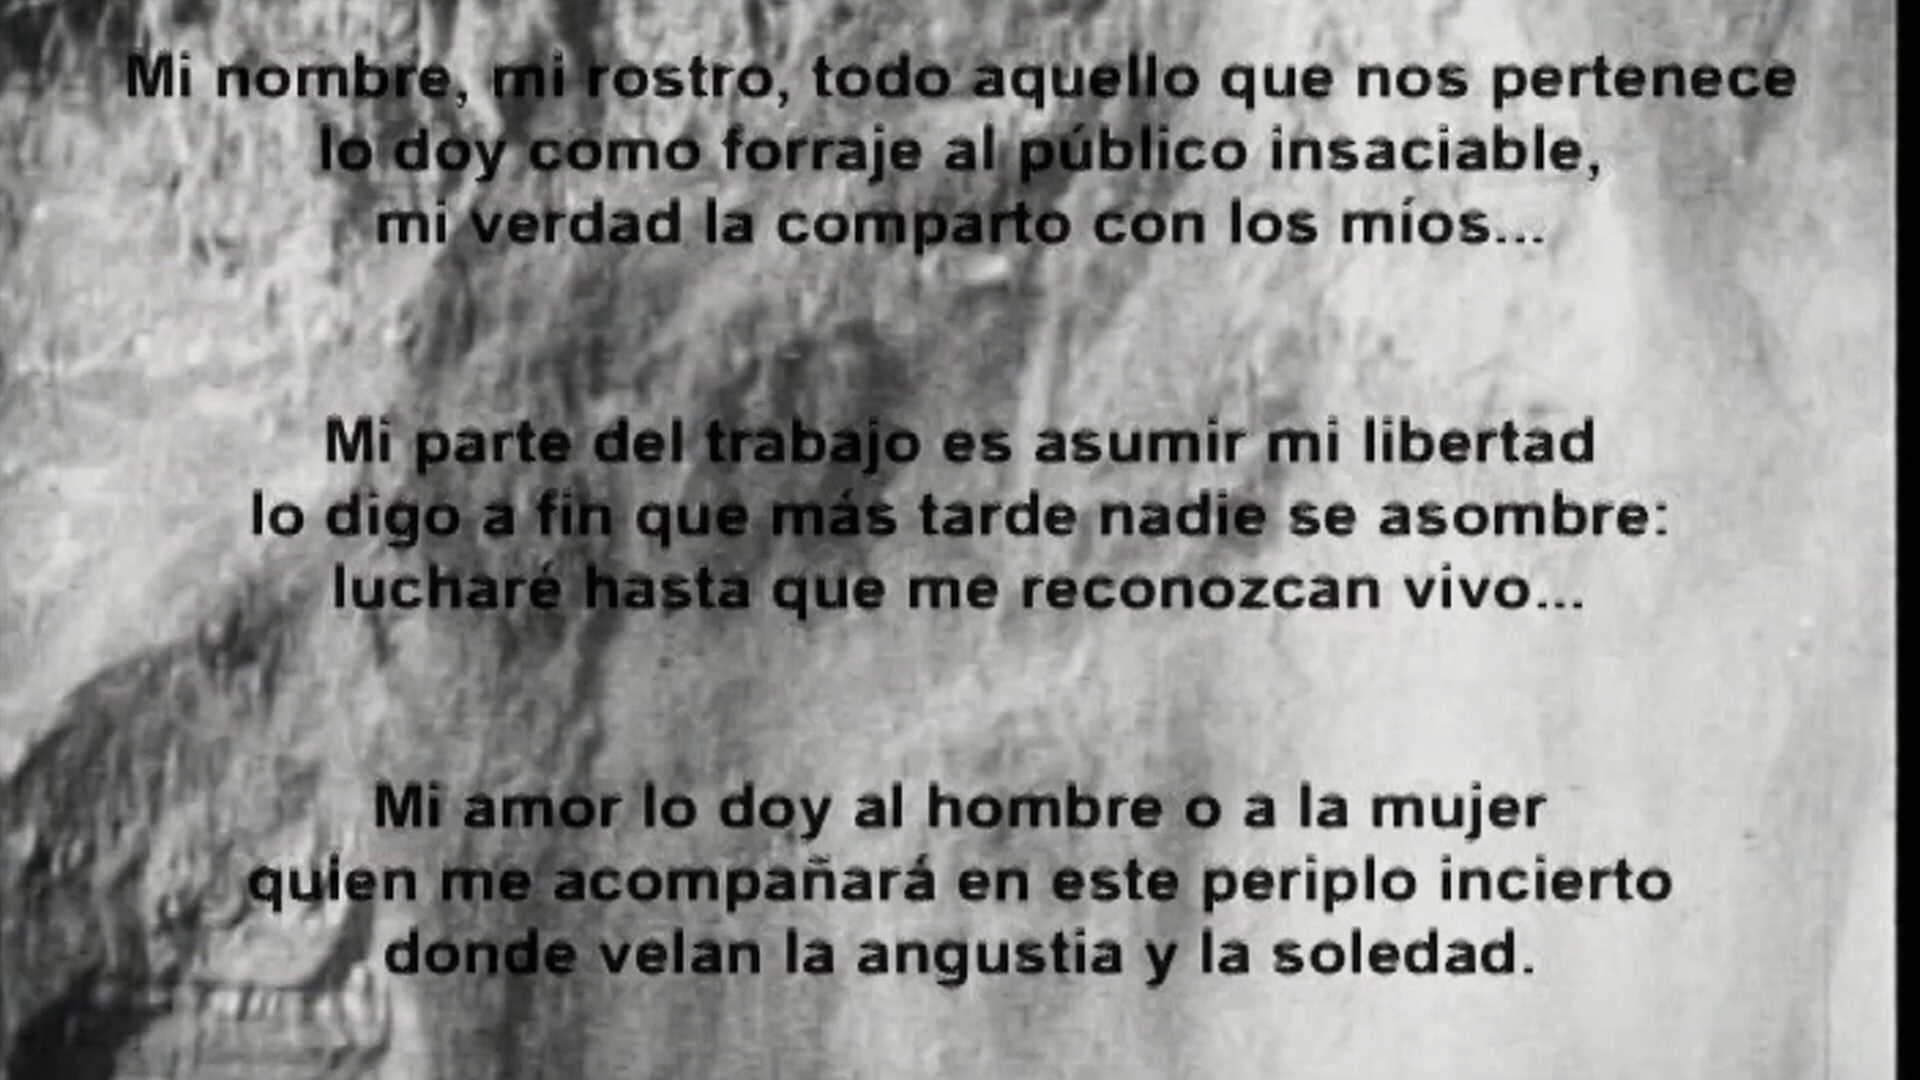 Mi nombre, mi rostro, todo aquello que nos pertenece
lo doy como forraje al público insaciable,
mi verdad la comparto con los míos...
Mi parte del trabajo es asumir mi libertad
lo digo a fin que más tarde nadie se asombre:
lucharé hasta que me reconozcan vivo...
Mi amor lo doy al hombre o a la mujer
quien me acompañará en este periplo incierto
donde velan la angustia y la soledad.